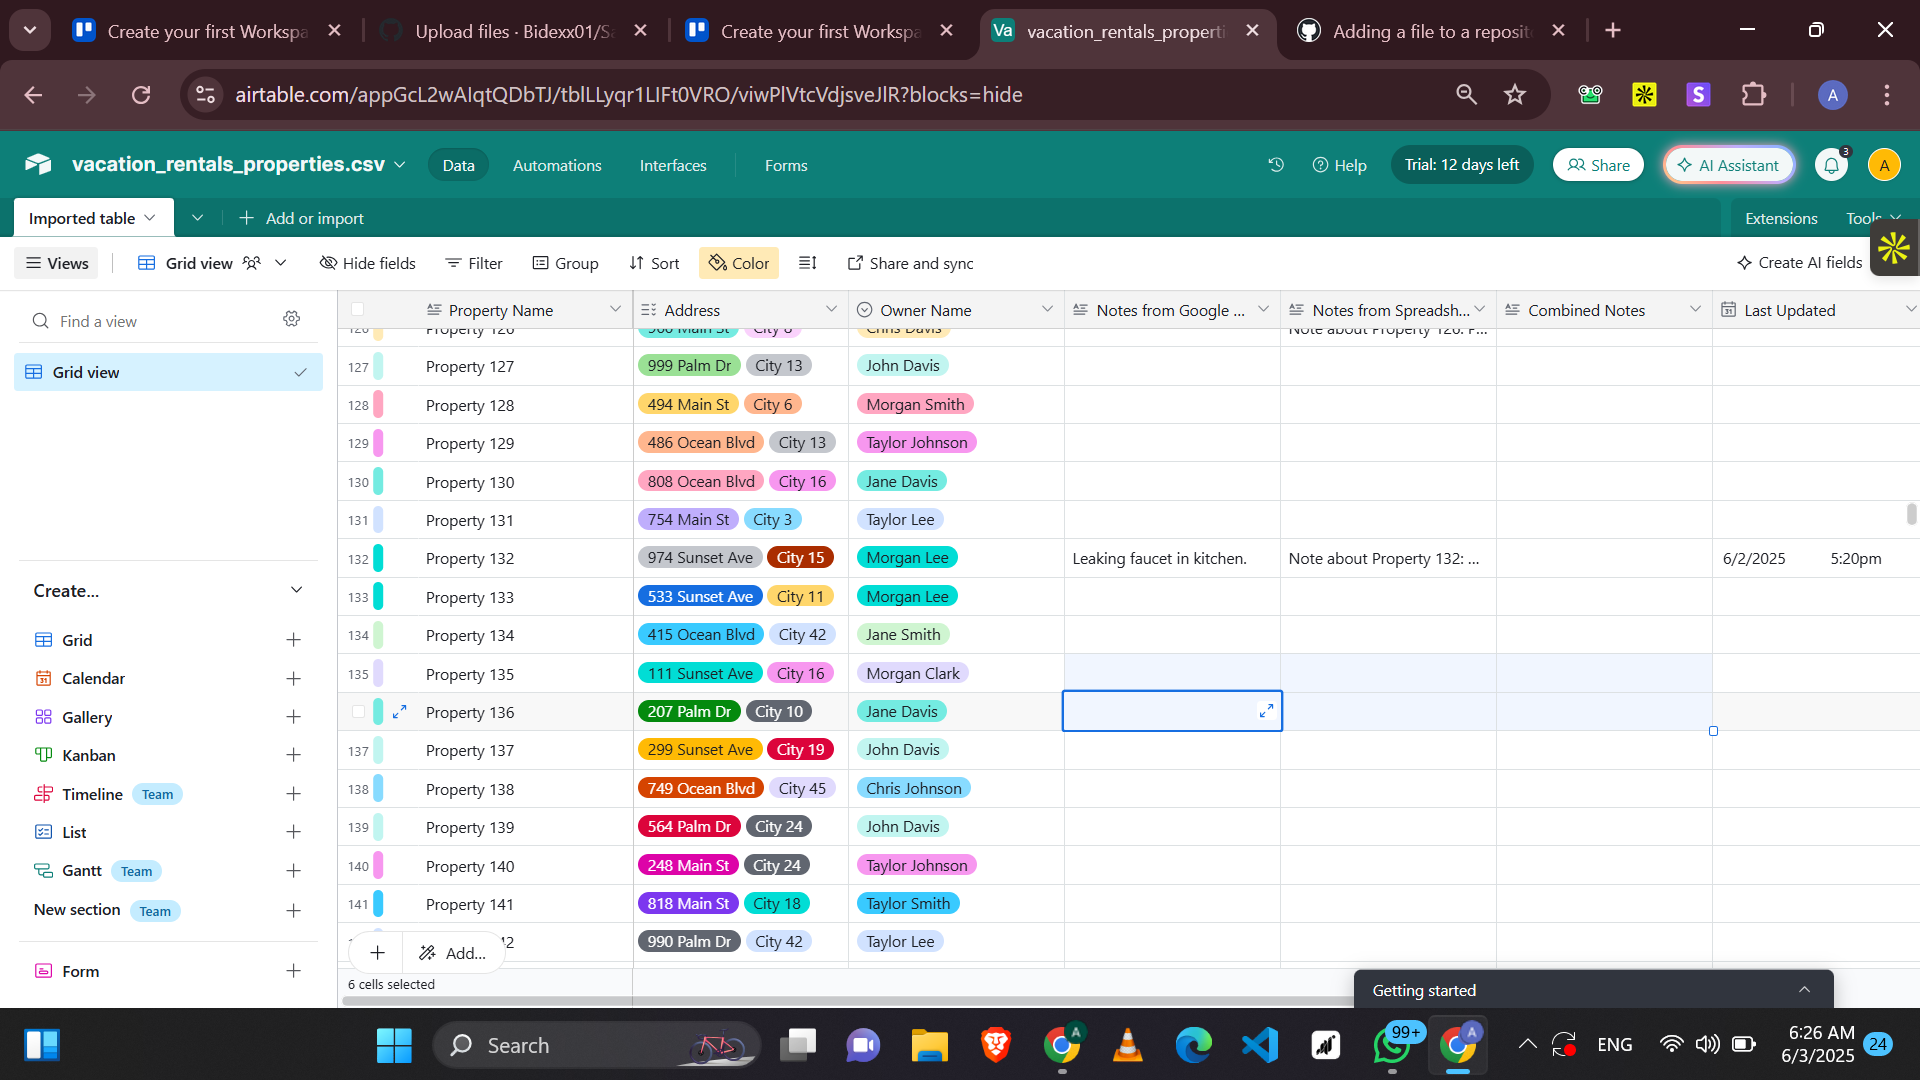 Create your first Workspa
Upload files · Bidexx01/Sa
Create your first Workspa
Va vacation_rentals_properti
Adding a file to a reposito
airtable.com/appGcL2wAIqtQDbTJ/tblLLyqr1LIFt0VRO/viwPlVtcVdjsveJlR?blocks=hide
S
A
vacation_rentals_properties.csv
Data
Automations
Interfaces
Forms
Help
Trial: 12 days left
Share
AI Assistant
3
A
Imported table
Add or import
Extensions
Tools
Views
Grid view
Hide fields
Filter
Group
Sort
Color
Share and sync
Create AI fields
Find a view
Grid view
Create...
Grid
Calendar
Gallery
Kanban
Timeline Team
List
Gantt Team
New section Team
Form
Property Name Address Owner Name Notes from Google ... Notes from Spreadsh... Combined Notes Last Updated
126 Property 126 966 Main St City 8 Chris Davis Note about Property 126: P...
127 Property 127 999 Palm Dr City 13 John Davis
128 Property 128 494 Main St City 6 Morgan Smith
129 Property 129 486 Ocean Blvd City 13 Taylor Johnson
130 Property 130 808 Ocean Blvd City 16 Jane Davis
131 Property 131 754 Main St City 3 Taylor Lee
132 Property 132 974 Sunset Ave City 15 Morgan Lee Leaking faucet in kitchen. Note about Property 132: ... 6/2/2025 5:20pm
133 Property 133 533 Sunset Ave City 11 Morgan Lee
134 Property 134 415 Ocean Blvd City 42 Jane Smith
135 Property 135 111 Sunset Ave City 16 Morgan Clark
Property 136 207 Palm Dr City 10 Jane Davis
137 Property 137 299 Sunset Ave City 19 John Davis
138 Property 138 749 Ocean Blvd City 45 Chris Johnson
139 Property 139 564 Palm Dr City 24 John Davis
140 Property 140 248 Main St City 24 Taylor Johnson
141 Property 141 818 Main St City 18 Taylor Smith
42 990 Palm Dr City 42 Taylor Lee
Add...
6 cells selected
Getting started
Search
A
99+
A
ENG
6:26 AM
6/3/2025
24